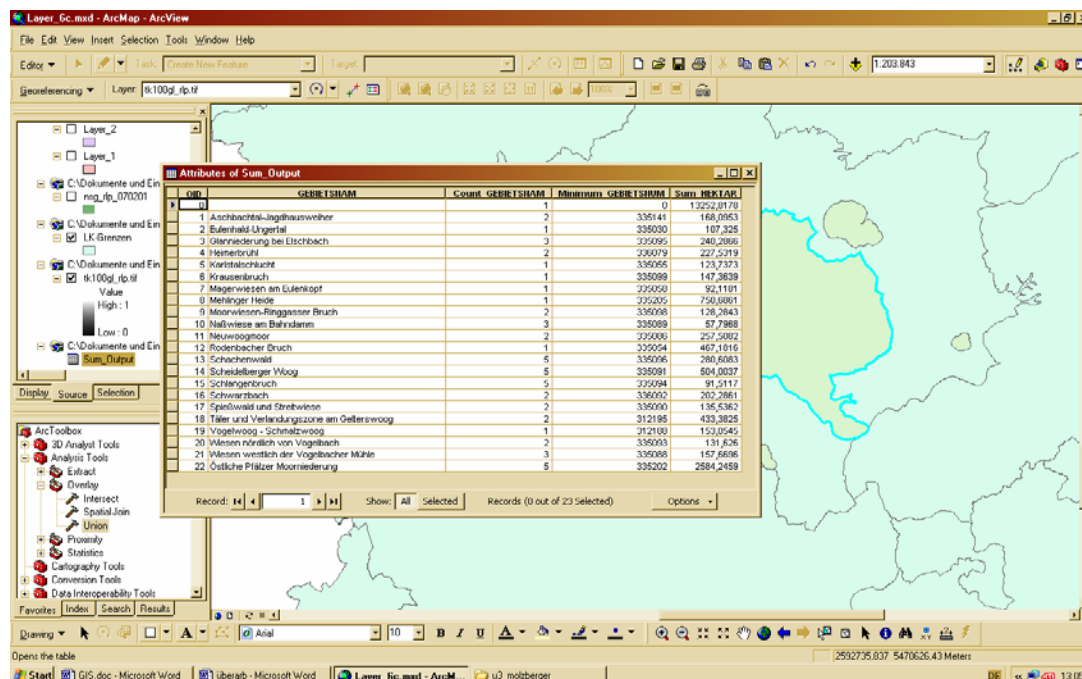 Layer_6c.mxd - ArcMap - ArcView
File Edit View Insert Selection Tools Window Help
Editor Task: Create New Feature Target: 1:203.843
Georeferencing Layer: tk100gl_rlp.tif 100%
Layer_2
Layer_1
C:\Dokumente und Ein
nsg_rlp_070201
C:\Dokumente und Ein
LK-Grenzen
C:\Dokumente und Ein
tk100gl_rlp.tif
Value
High : 1
Low : 0
C:\Dokumente und Ein
Sum_Output
Display Source Selection
Attributes of Sum_Output
OID GEBIETSNAM Count_GEBIETSNAM Minimum_GEBIETSNUM Sum_HEKTAR
0 1 0 13252,8178
1 Aschbachtal-Jagdhausweiher 2 335141 168,0953
2 Eulenhald-Ungertal 1 335030 107,325
3 Glanniederung bei Elschbach 3 335095 240,2866
4 Heimerbrühl 2 336079 227,5319
5 Karlstalschlucht 1 335055 123,7373
6 Krausenbruch 1 335099 147,3639
7 Magerwiesen am Eulenkopf 1 335058 92,1181
8 Mehlinger Heide 1 335205 750,6861
9 Moorwiesen-Ringgasser Bruch 2 335098 128,2843
10 Naßwiese am Bahndamm 3 335089 57,7968
11 Neuwoogmoor 2 335086 257,5082
12 Rodenbacher Bruch 1 335054 467,1016
13 Schachenwald 5 335096 280,6083
14 Scheidelberger Woog 5 335091 504,0037
15 Schlangenbruch 5 335094 91,5117
16 Schwarzbach 2 336092 202,2861
17 Spießwald und Streitwiese 2 335090 135,5362
18 Täler und Verlandungszone am Gelterswoog 2 312195 433,3825
19 Vogelwoog - Schmalzwoog 1 312188 153,0545
20 Wiesen nördlich von Vogelbach 2 335093 131,626
21 Wiesen westlich der Vogelbacher Mühle 3 335088 157,6696
22 Östliche Pfälzer Moorniederung 5 335202 2584,2459
Record: 1 Show: All Selected Records (0 out of 23 Selected) Options
ArcToolbox
3D Analyst Tools
Analysis Tools
Extract
Overlay
Intersect
Spatial Join
Union
Proximity
Statistics
Cartography Tools
Conversion Tools
Data Interoperability Tools
Favorites Index Search Results
Drawing A Arial 10 B I U A
Opens the table 2592735,837 5470626,43 Meters
Start GIS.doc - Microsoft Word überarb - Microsoft Word Layer_6c.mxd - ArcM... u3_molzberger DE